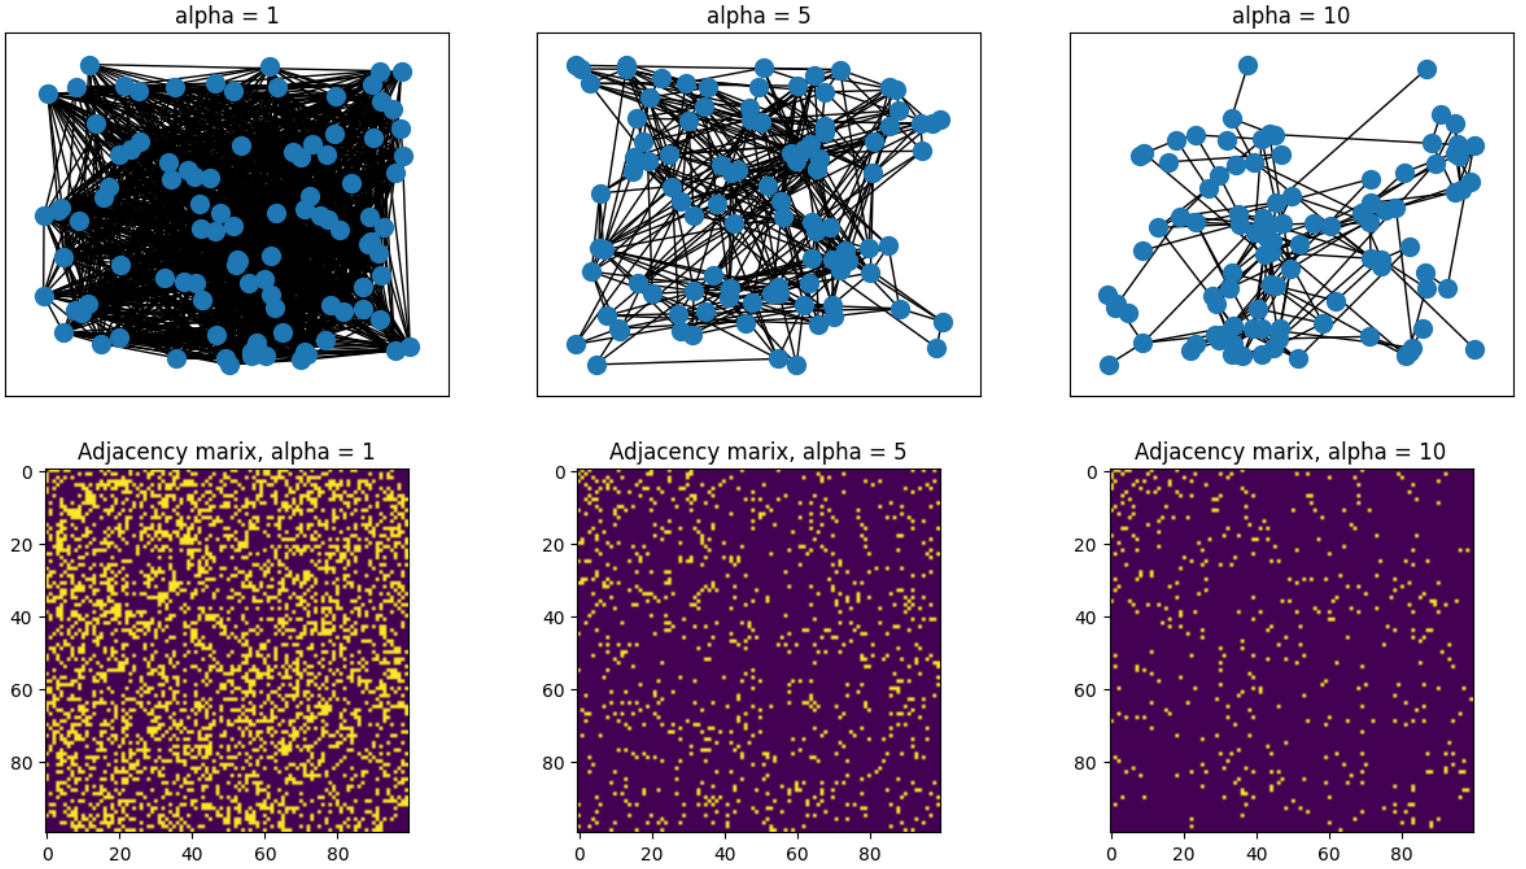 alpha = 1
alpha = 5
alpha = 10
Adjacency marix, alpha = 1
Adjacency marix, alpha = 5
Adjacency marix, alpha = 10
0
20
40
60
80
0
20
40
60
80
0
20
40
60
80
0 20 40 60 80
0 20 40 60 80
0 20 40 60 80